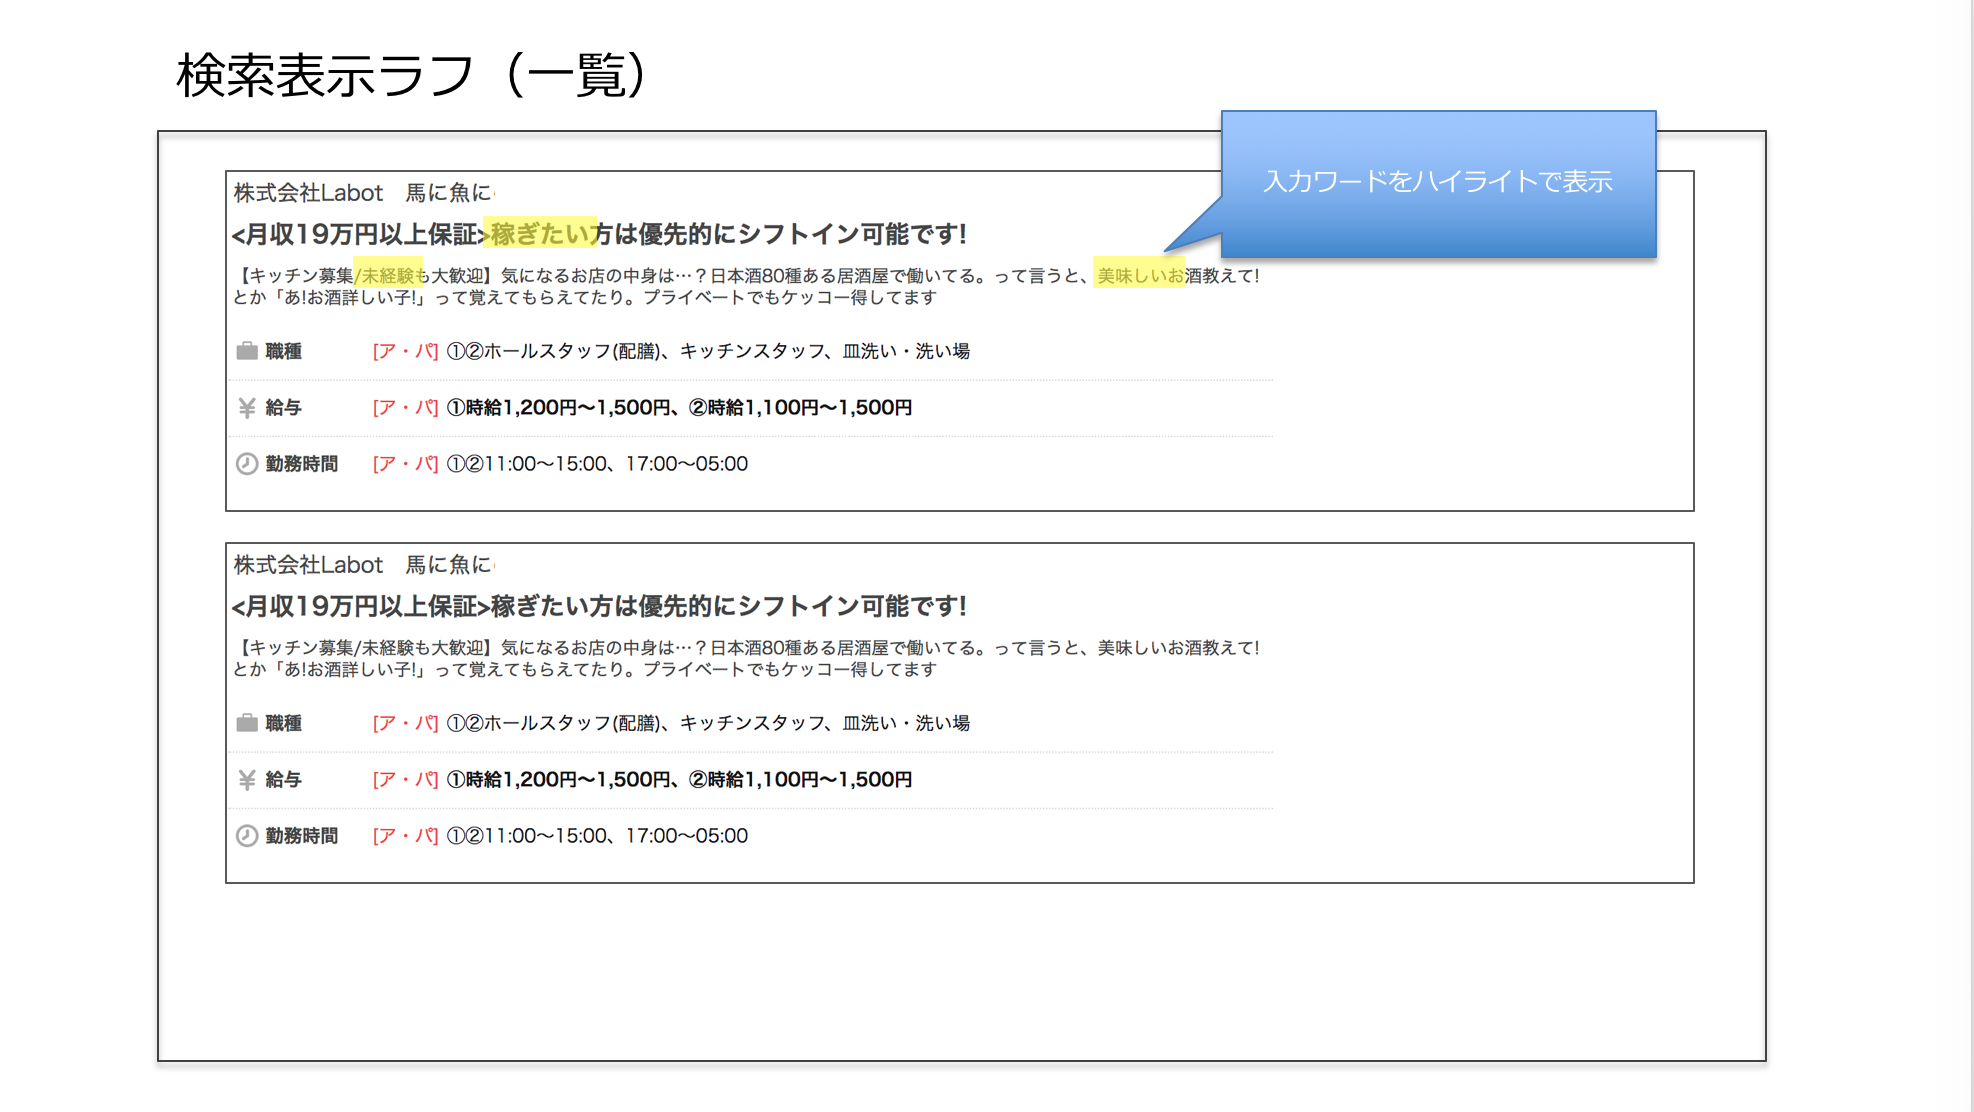 検索表示ラフ（一覧）
入力ワードをハイライトで表示
株式会社Labot　馬に魚に
<月収19万円以上保証>稼ぎたい方は優先的にシフトイン可能です!
【キッチン募集/未経験も大歓迎】気になるお店の中身は…？日本酒80種ある居酒屋で働いてる。って言うと、美味しいお酒教えて!
とか「あ!お酒詳しい子!」って覚えてもらえてたり。プライベートでもケッコー得してます
職種 [ア・パ] ①②ホールスタッフ(配膳)、キッチンスタッフ、皿洗い・洗い場
給与 [ア・パ] ①時給1,200円〜1,500円、②時給1,100円〜1,500円
勤務時間 [ア・パ] ①②11:00〜15:00、17:00〜05:00
株式会社Labot　馬に魚に
<月収19万円以上保証>稼ぎたい方は優先的にシフトイン可能です!
【キッチン募集/未経験も大歓迎】気になるお店の中身は…？日本酒80種ある居酒屋で働いてる。って言うと、美味しいお酒教えて!
とか「あ!お酒詳しい子!」って覚えてもらえてたり。プライベートでもケッコー得してます
職種 [ア・パ] ①②ホールスタッフ(配膳)、キッチンスタッフ、皿洗い・洗い場
給与 [ア・パ] ①時給1,200円〜1,500円、②時給1,100円〜1,500円
勤務時間 [ア・パ] ①②11:00〜15:00、17:00〜05:00